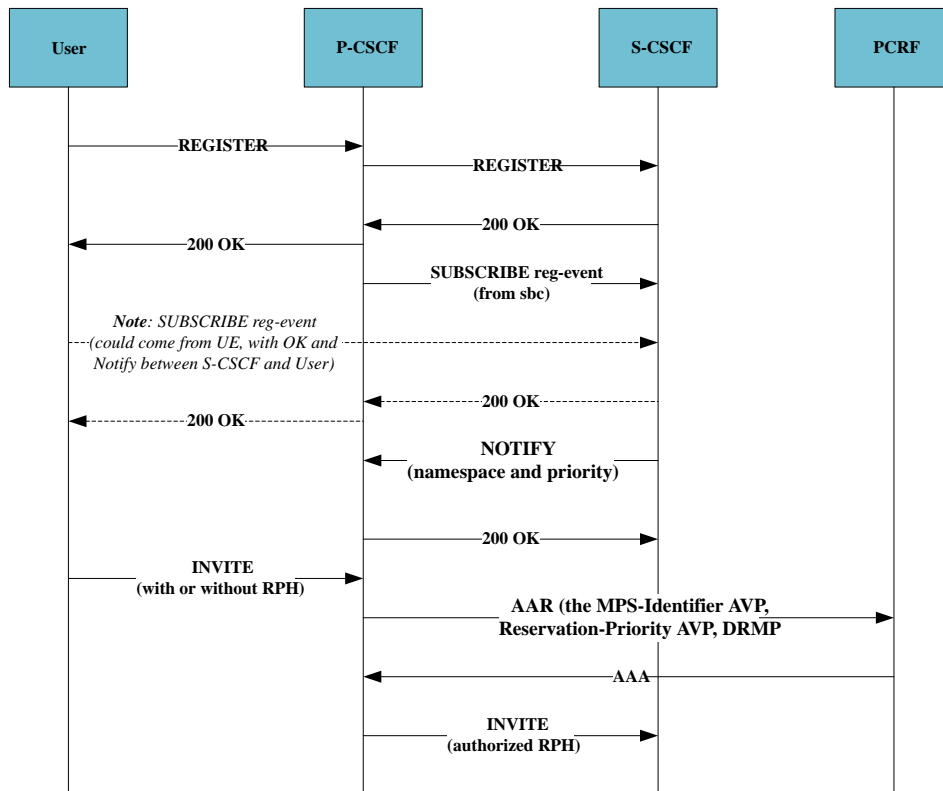 User
P-CSCF
S-CSCF
PCRF
REGISTER
REGISTER
200 OK
200 OK
SUBSCRIBE reg-event
(from sbc)
Note: SUBSCRIBE reg-event
(could come from UE, with OK and
Notify between S-CSCF and User)
200 OK
200 OK
NOTIFY
(namespace and priority)
200 OK
INVITE
(with or without RPH)
AAR (the MPS-Identifier AVP,
Reservation-Priority AVP, DRMP
AAA
INVITE
(authorized RPH)